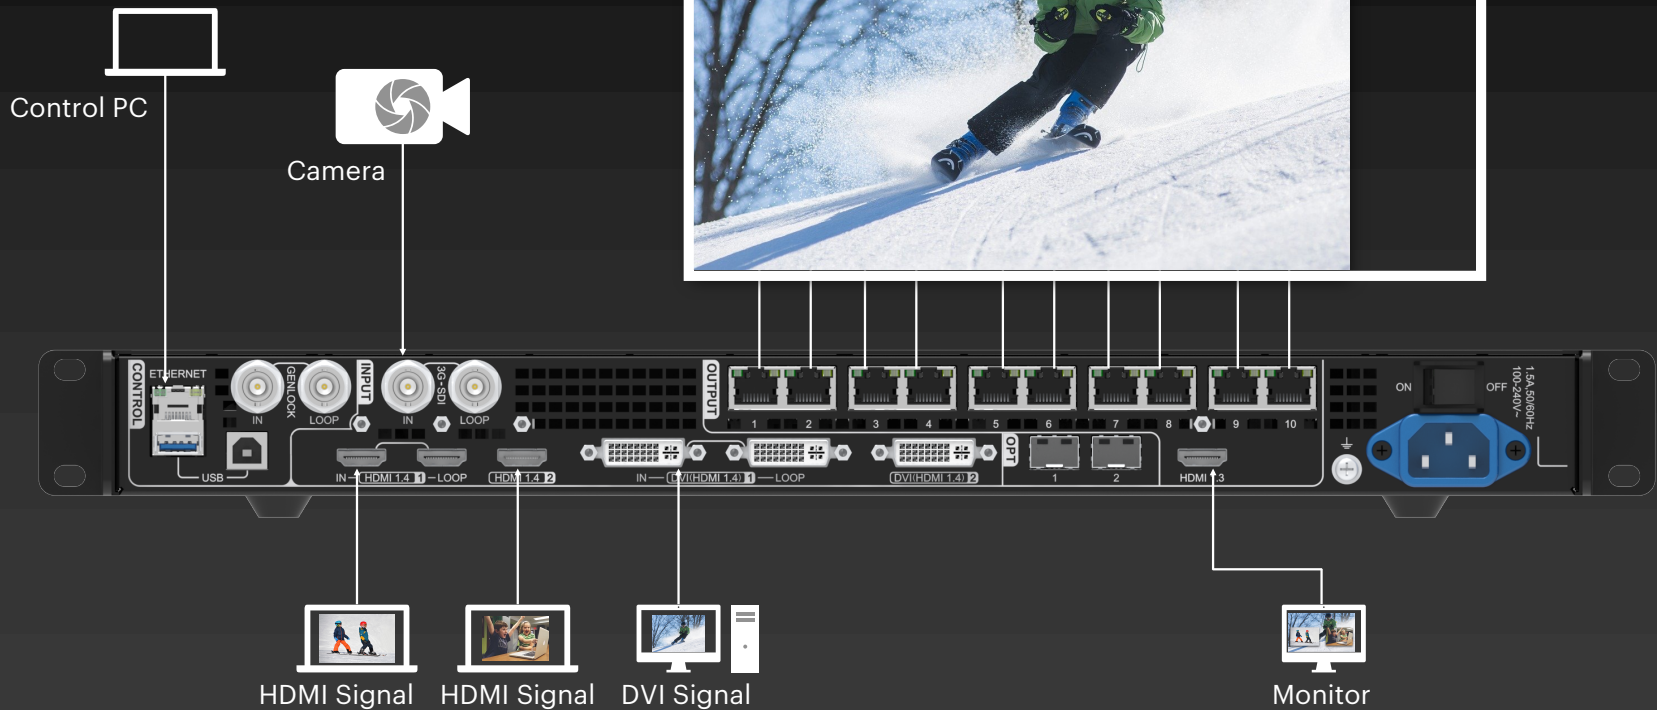 Control PC
Camera
CONTROL
ETHERNET
GENLOCK
IN
LOOP
INPUT
3G-SDI
IN
LOOP
OUTPUT
1
2
3
4
5
6
7
8
9
10
ON
OFF
1.5A,50/60Hz
100-240V~
USB
IN
HDMI 1.4
1
LOOP
HDMI 1.4
2
IN
DVI(HDMI 1.4)
1
LOOP
DVI(HDMI 1.4)
2
OPT
1
2
HDMI
HDMI Signal
HDMI Signal
DVI Signal
Monitor